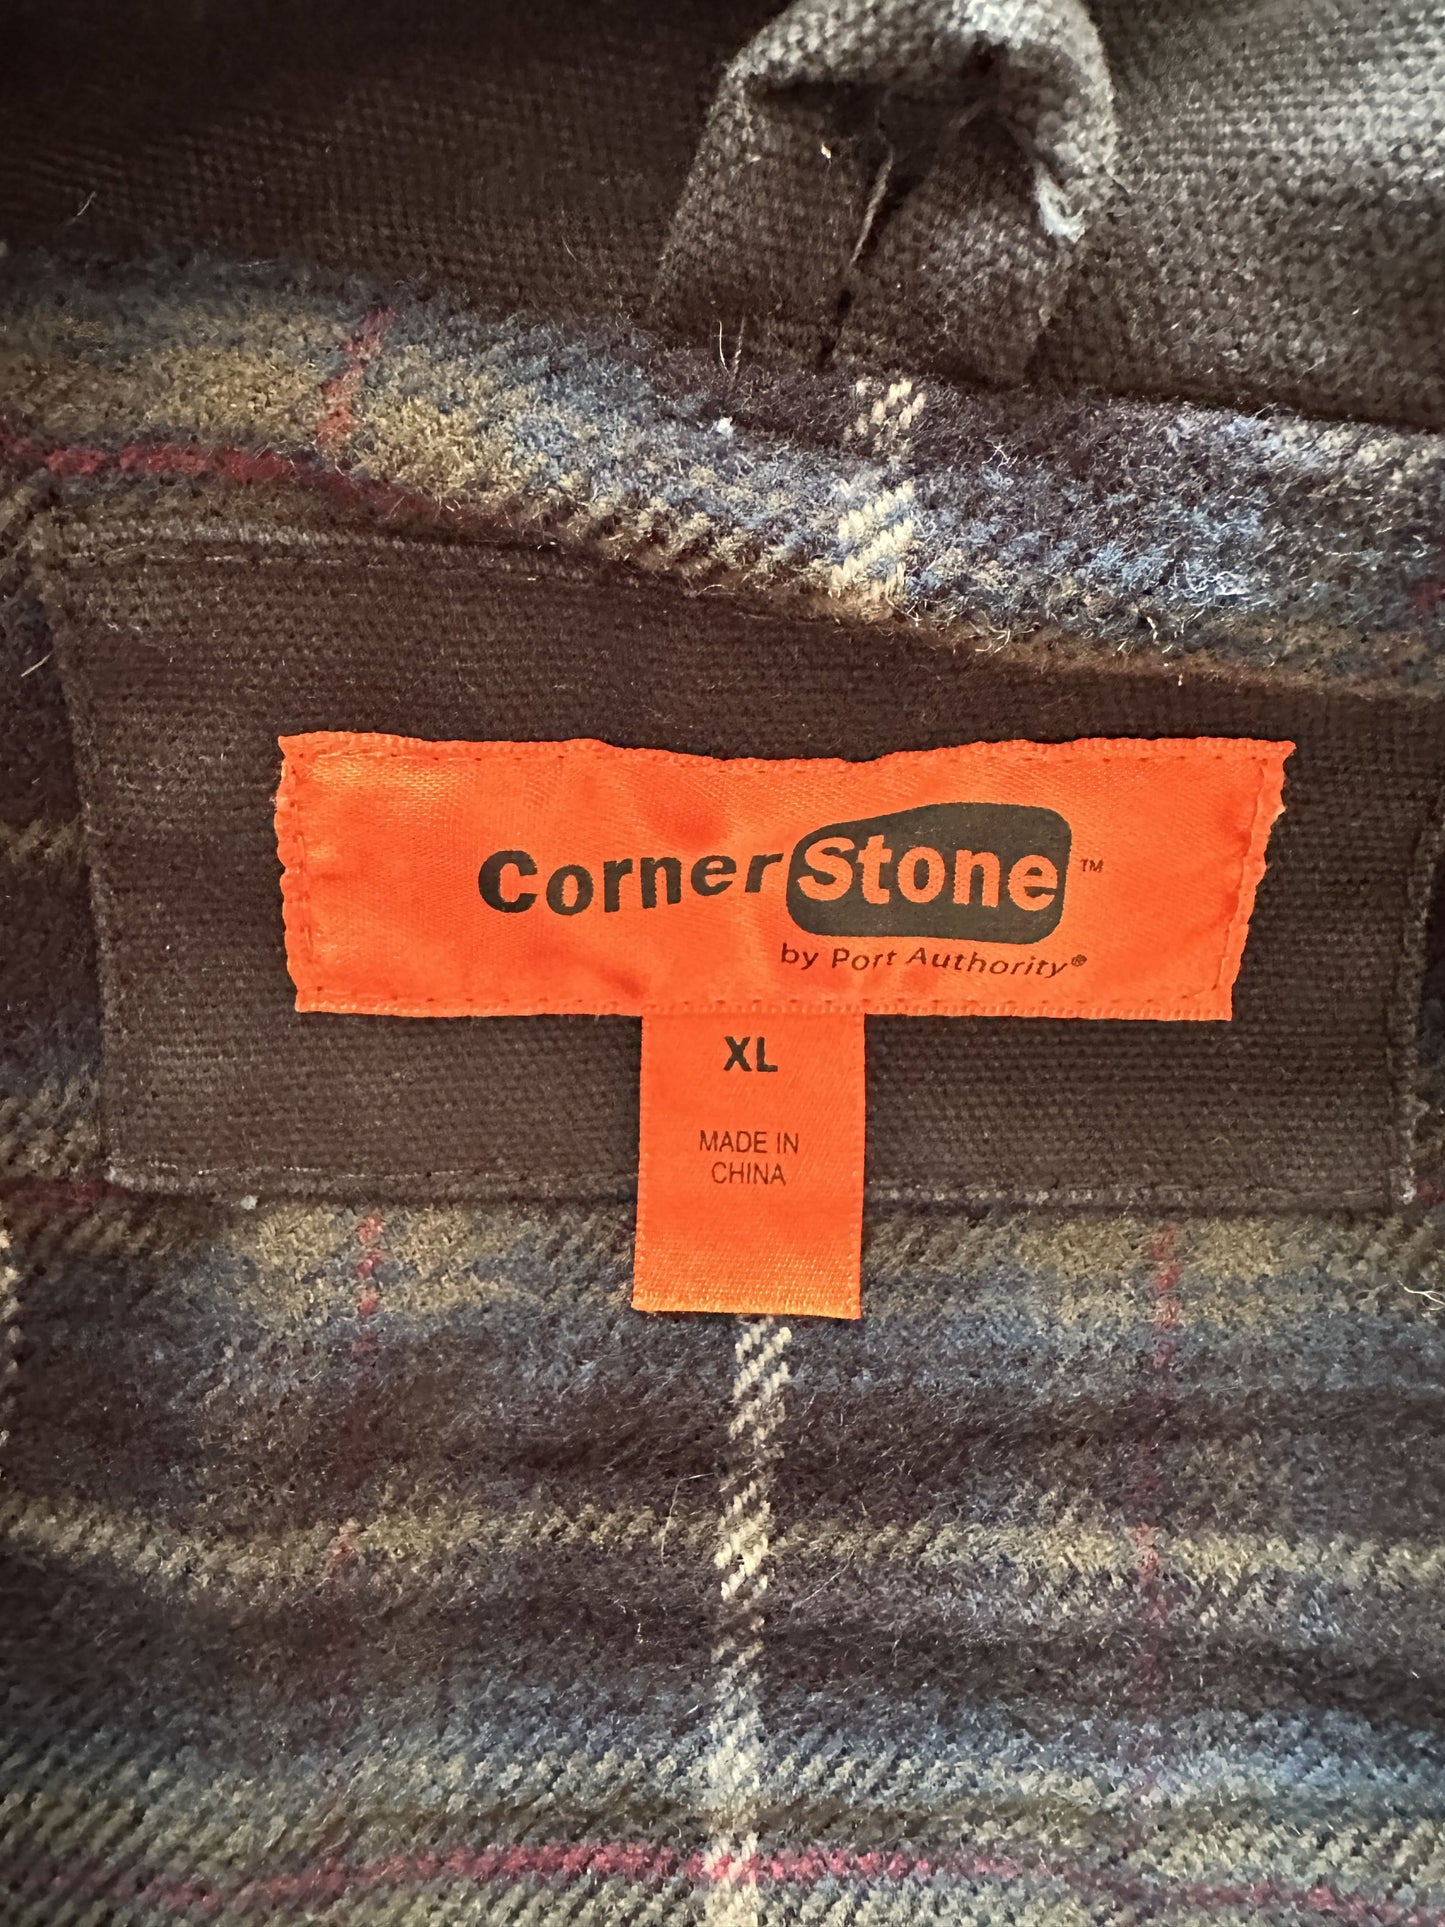 CornerStone™
by Port Authority®
XL
MADE IN
CHINA